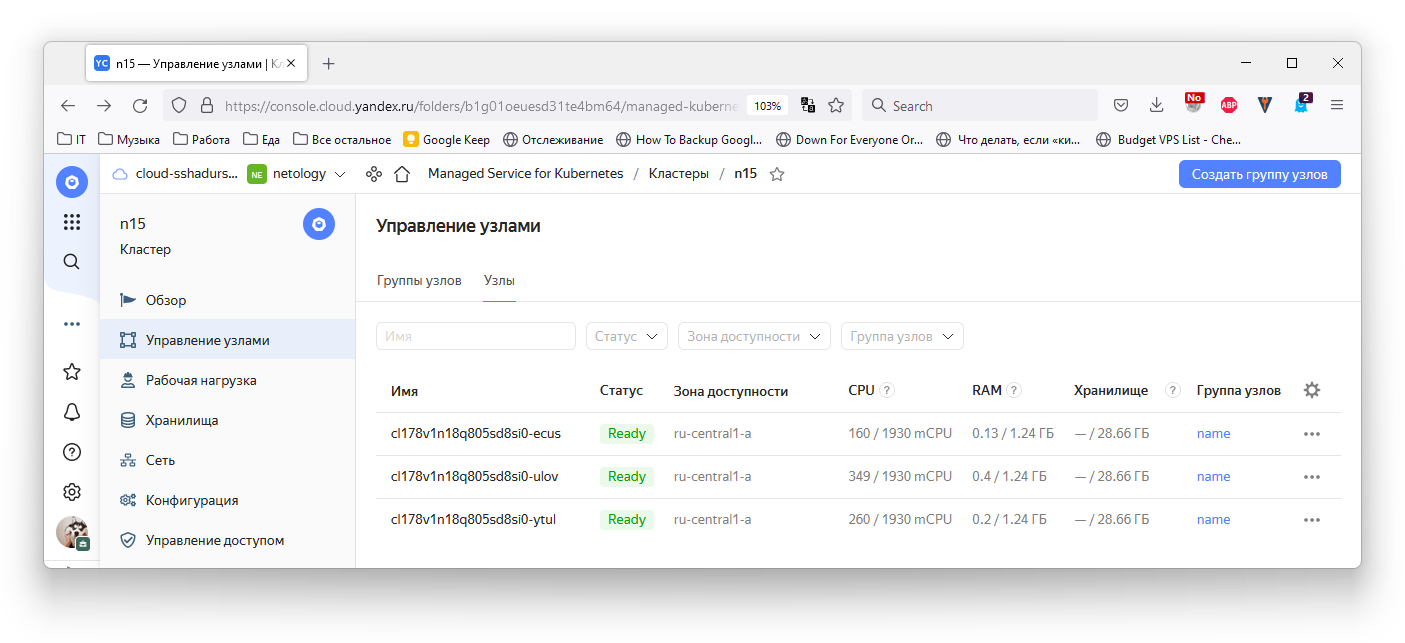 YC n15 — Управление узлами | Кл
https://console.cloud.yandex.ru/folders/b1g01oeuesd31te4bm64/managed-kuberne 103% Search No ABP 2
IT Музыка Работа Еда Все остальное Google Keep Отслеживание How To Backup Googl... Down For Everyone Or... Что делать, если «ки... Budget VPS List - Che...
cloud-sshadurs... NE netology Managed Service for Kubernetes / Кластеры / n15 Создать группу узлов
n15
Кластер
Обзор
Управление узлами
Рабочая нагрузка
Хранилища
Сеть
Конфигурация
Управление доступом
Управление узлами
Группы узлов Узлы
Имя Статус Зона доступности Группа узлов
Имя Статус Зона доступности CPU ? RAM ? Хранилище ? Группа узлов
cl178v1n18q805sd8si0-ecus Ready ru-central1-a 160 / 1930 mCPU 0.13 / 1.24 ГБ — / 28.66 ГБ name
cl178v1n18q805sd8si0-ulov Ready ru-central1-a 349 / 1930 mCPU 0.4 / 1.24 ГБ — / 28.66 ГБ name
cl178v1n18q805sd8si0-ytul Ready ru-central1-a 260 / 1930 mCPU 0.2 / 1.24 ГБ — / 28.66 ГБ name